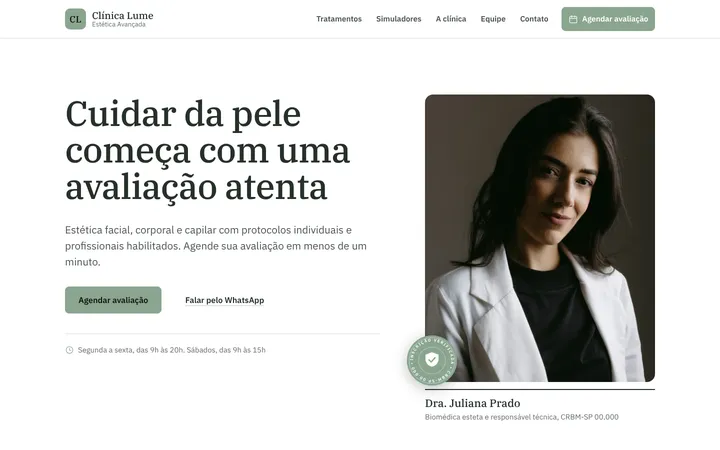 CL
Clínica Lume
Estética Avançada
Tratamentos
Simuladores
A clínica
Equipe
Contato
Agendar avaliação
Cuidar da pele
começa com uma
avaliação atenta
Estética facial, corporal e capilar com protocolos individuais e
profissionais habilitados. Agende sua avaliação em menos de um
minuto.
Agendar avaliação
Falar pelo WhatsApp
Segunda a sexta, das 9h às 20h. Sábados, das 9h às 15h
INSCRIÇÃO VERIFICADA
Dra. Juliana Prado
Biomédica esteta e responsável técnica, CRBM-SP 00.000